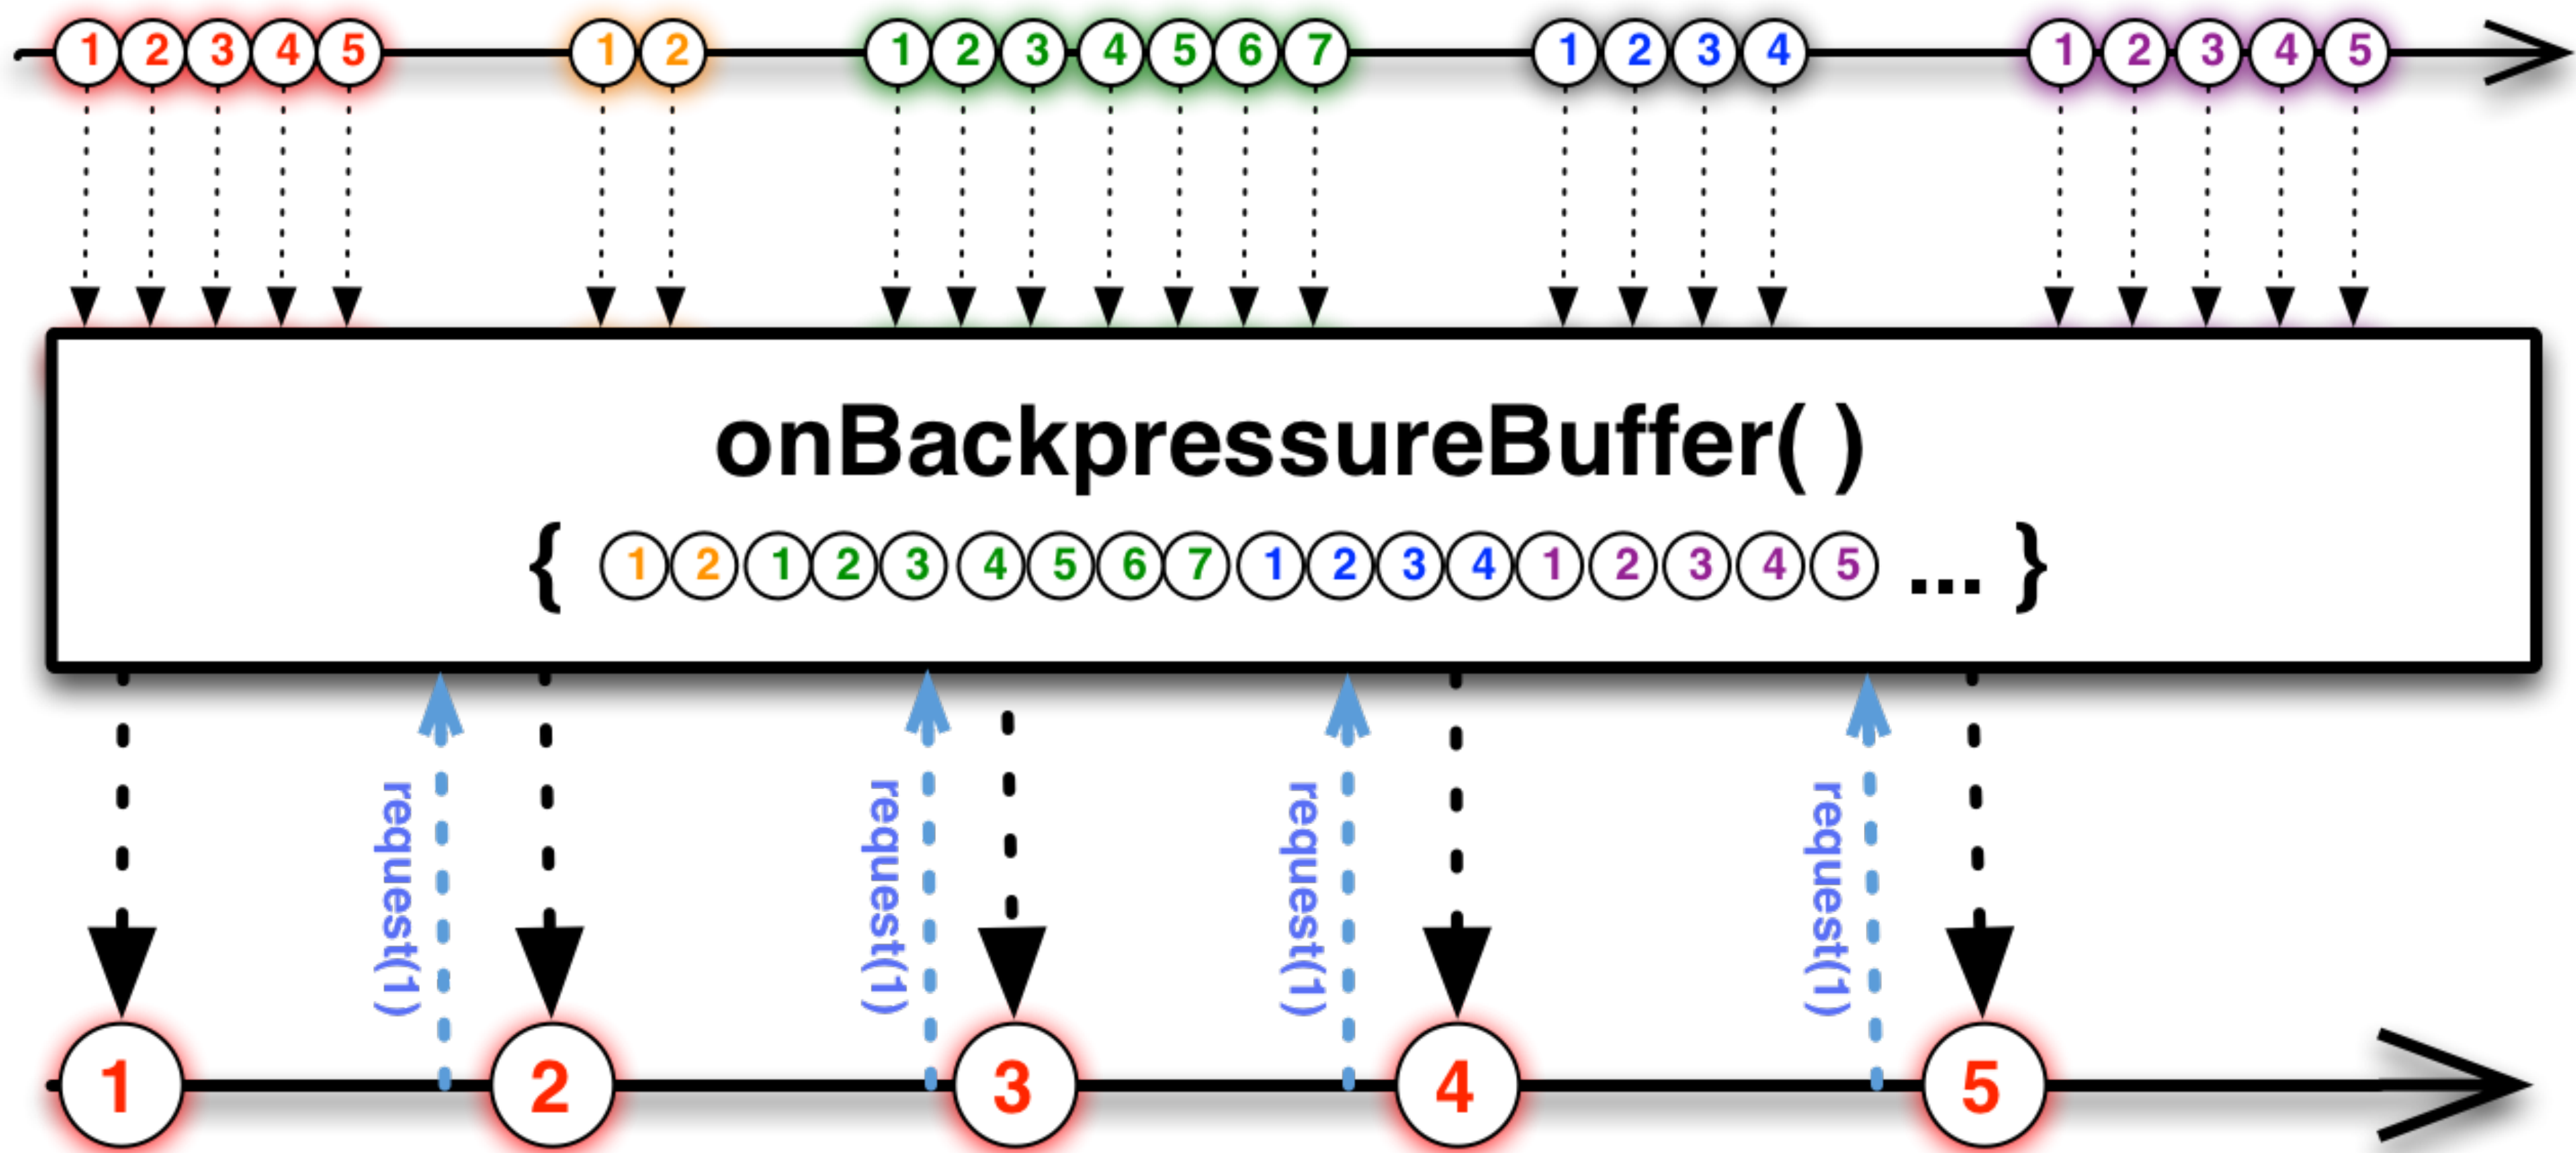 1 2 3 4 5 1 2 1 2 3 4 5 6 7 1 2 3 4 1 2 3 4 5
onBackpressureBuffer( )
{ 1 2 1 2 3 4 5 6 7 1 2 3 4 1 2 3 4 5 ... }
request(1)
request(1)
request(1)
request(1)
1 2 3 4 5